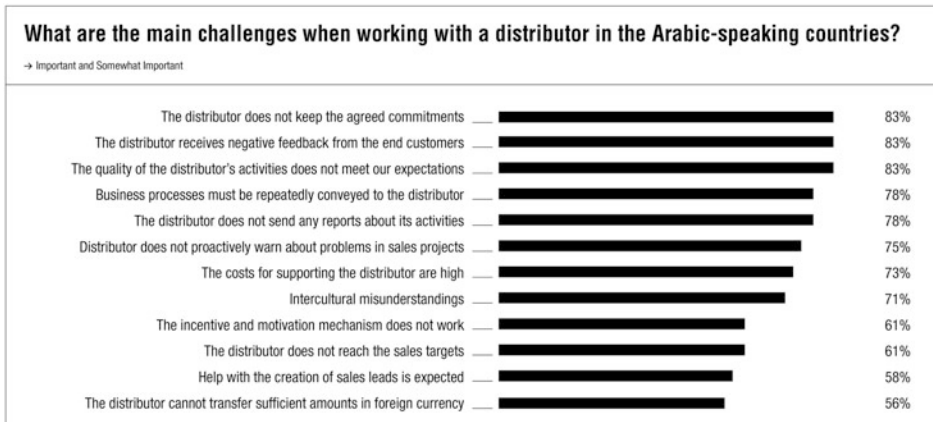 What are the main challenges when working with a distributor in the Arabic-speaking countries?
→ Important and Somewhat Important
The distributor does not keep the agreed commitments 83%
The distributor receives negative feedback from the end customers 83%
The quality of the distributor's activities does not meet our expectations 83%
Business processes must be repeatedly conveyed to the distributor 78%
The distributor does not send any reports about its activities 78%
Distributor does not proactively warn about problems in sales projects 75%
The costs for supporting the distributor are high 73%
Intercultural misunderstandings 71%
The incentive and motivation mechanism does not work 61%
The distributor does not reach the sales targets 61%
Help with the creation of sales leads is expected 58%
The distributor cannot transfer sufficient amounts in foreign currency 56%